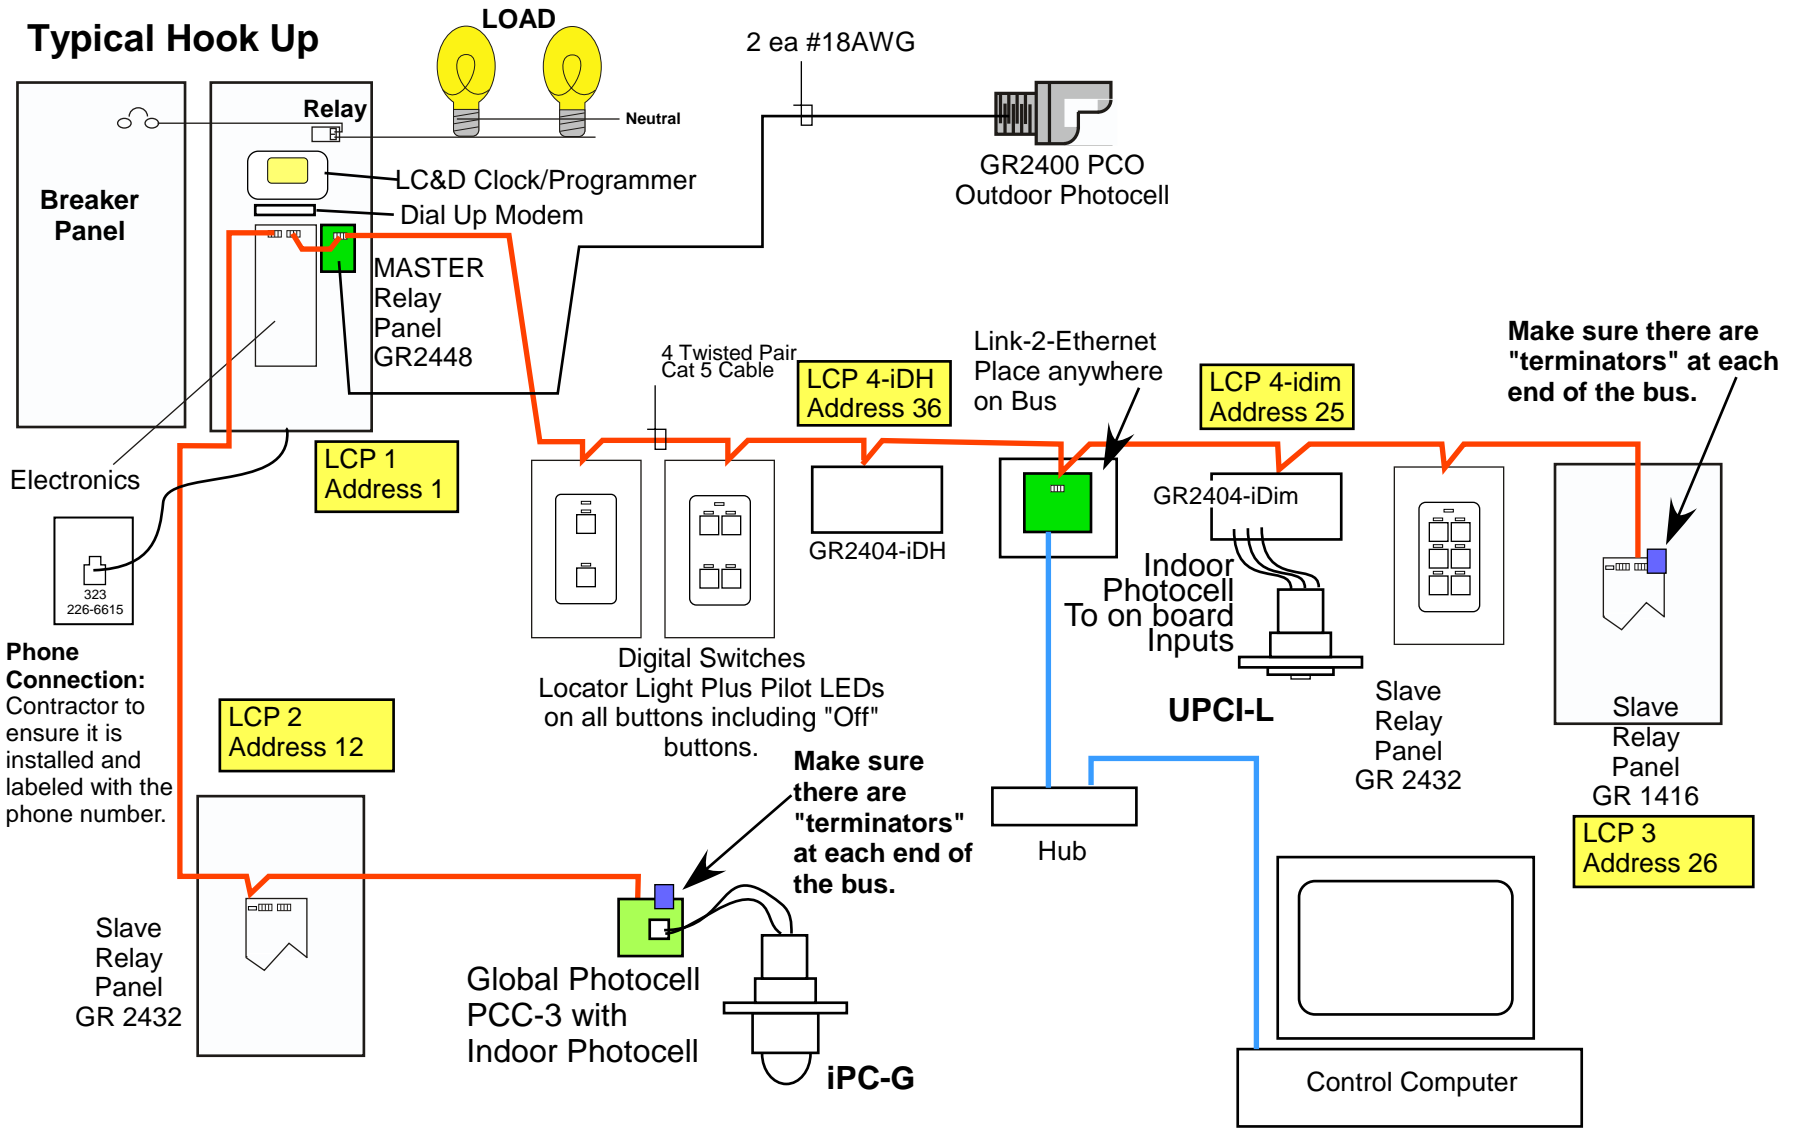 Typical Hook Up
LOAD
2 ea #18AWG
Relay
Neutral
Breaker
Panel
LC&D Clock/Programmer
Dial Up Modem
GR2400 PCO
Outdoor Photocell
MASTER
Relay
Panel
GR2448
4 Twisted Pair
Cat 5 Cable
LCP 4-iDH
Address 36
Link-2-Ethernet
Place anywhere
on Bus
LCP 4-idim
Address 25
Make sure there are
"terminators" at each
end of the bus.
Electronics
LCP 1
Address 1
GR2404-iDH
GR2404-iDim
323
226-6615
Indoor
Photocell
To on board
Inputs
UPCI-L
Phone
Connection:
Contractor to
ensure it is
installed and
labeled with the
phone number.
Digital Switches
Locator Light Plus Pilot LEDs
on all buttons including "Off"
buttons.
Slave
Relay
Panel
GR 2432
Slave
Relay
Panel
GR 1416
LCP 3
Address 26
LCP 2
Address 12
Make sure
there are
"terminators"
at each end of
the bus.
Hub
Slave
Relay
Panel
GR 2432
Global Photocell
PCC-3 with
Indoor Photocell
iPC-G
Control Computer